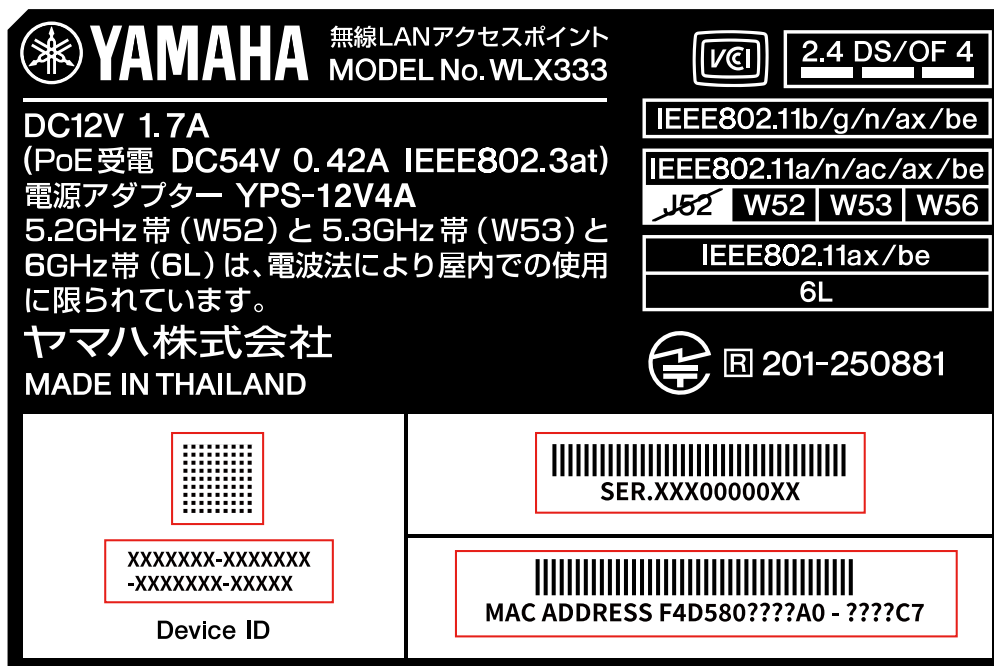 YAMAHA
無線LANアクセスポイント
MODEL No. WLX333
DC12V 1.7A
(PoE受電 DC54V 0.42A IEEE802.3at)
電源アダプター YPS-12V4A
5.2GHz帯（W52）と 5.3GHz帯（W53）と
6GHz帯（6L）は、電波法により屋内での使用
に限られています。
ヤマハ株式会社
MADE IN THAILAND
VCI
2.4 DS/OF 4
IEEE802.11b/g/n/ax/be
IEEE802.11a/n/ac/ax/be
J52 W52 W53 W56
IEEE802.11ax/be
6L
R 201-250881
XXXXXXX-XXXXXXX
-XXXXXXX-XXXXX
Device ID
SER.XXX00000XX
MAC ADDRESS F4D580????A0 - ????C7